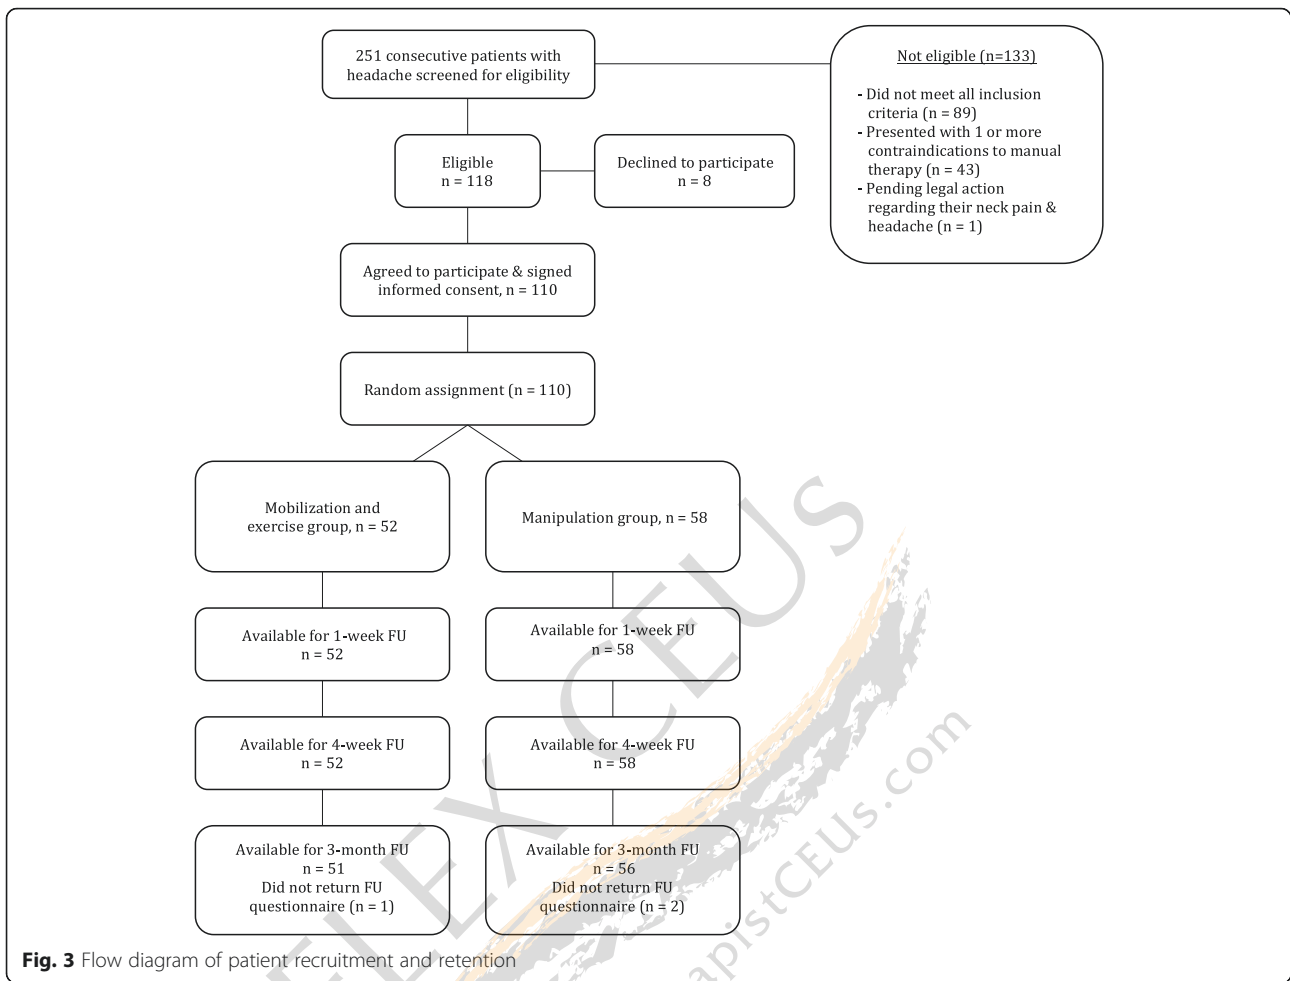 251 consecutive patients with
headache screened for eligibility
Not eligible (n=133)
- Did not meet all inclusion
criteria (n = 89)
- Presented with 1 or more
contraindications to manual
therapy (n = 43)
- Pending legal action
regarding their neck pain &
headache (n = 1)
Eligible
n = 118
Declined to participate
n = 8
Agreed to participate & signed
informed consent, n = 110
Random assignment (n = 110)
Mobilization and
exercise group, n = 52
Manipulation group, n = 58
Available for 1-week FU
n = 52
Available for 1-week FU
n = 58
Available for 4-week FU
n = 52
Available for 4-week FU
n = 58
Available for 3-month FU
n = 51
Did not return FU
questionnaire (n = 1)
Available for 3-month FU
n = 56
Did not return FU
questionnaire (n = 2)
Fig. 3 Flow diagram of patient recruitment and retention
FLEX CEUs
apistCEUs.com